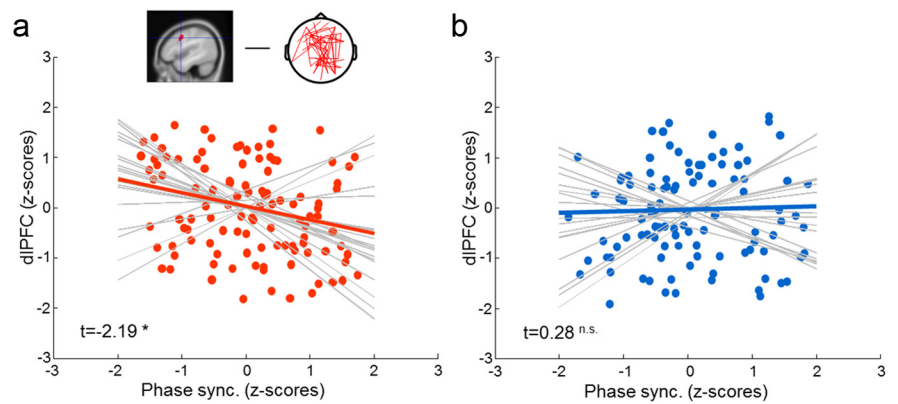 a
b
3
2
1
0
-1
-2
-3
dlPFC (z-scores)
t=-2.19 *
-3 -2 -1 0 1 2 3
Phase sync. (z-scores)
3
2
1
0
-1
-2
-3
dlPFC (z-scores)
t=0.28 n.s.
-3 -2 -1 0 1 2 3
Phase sync. (z-scores)